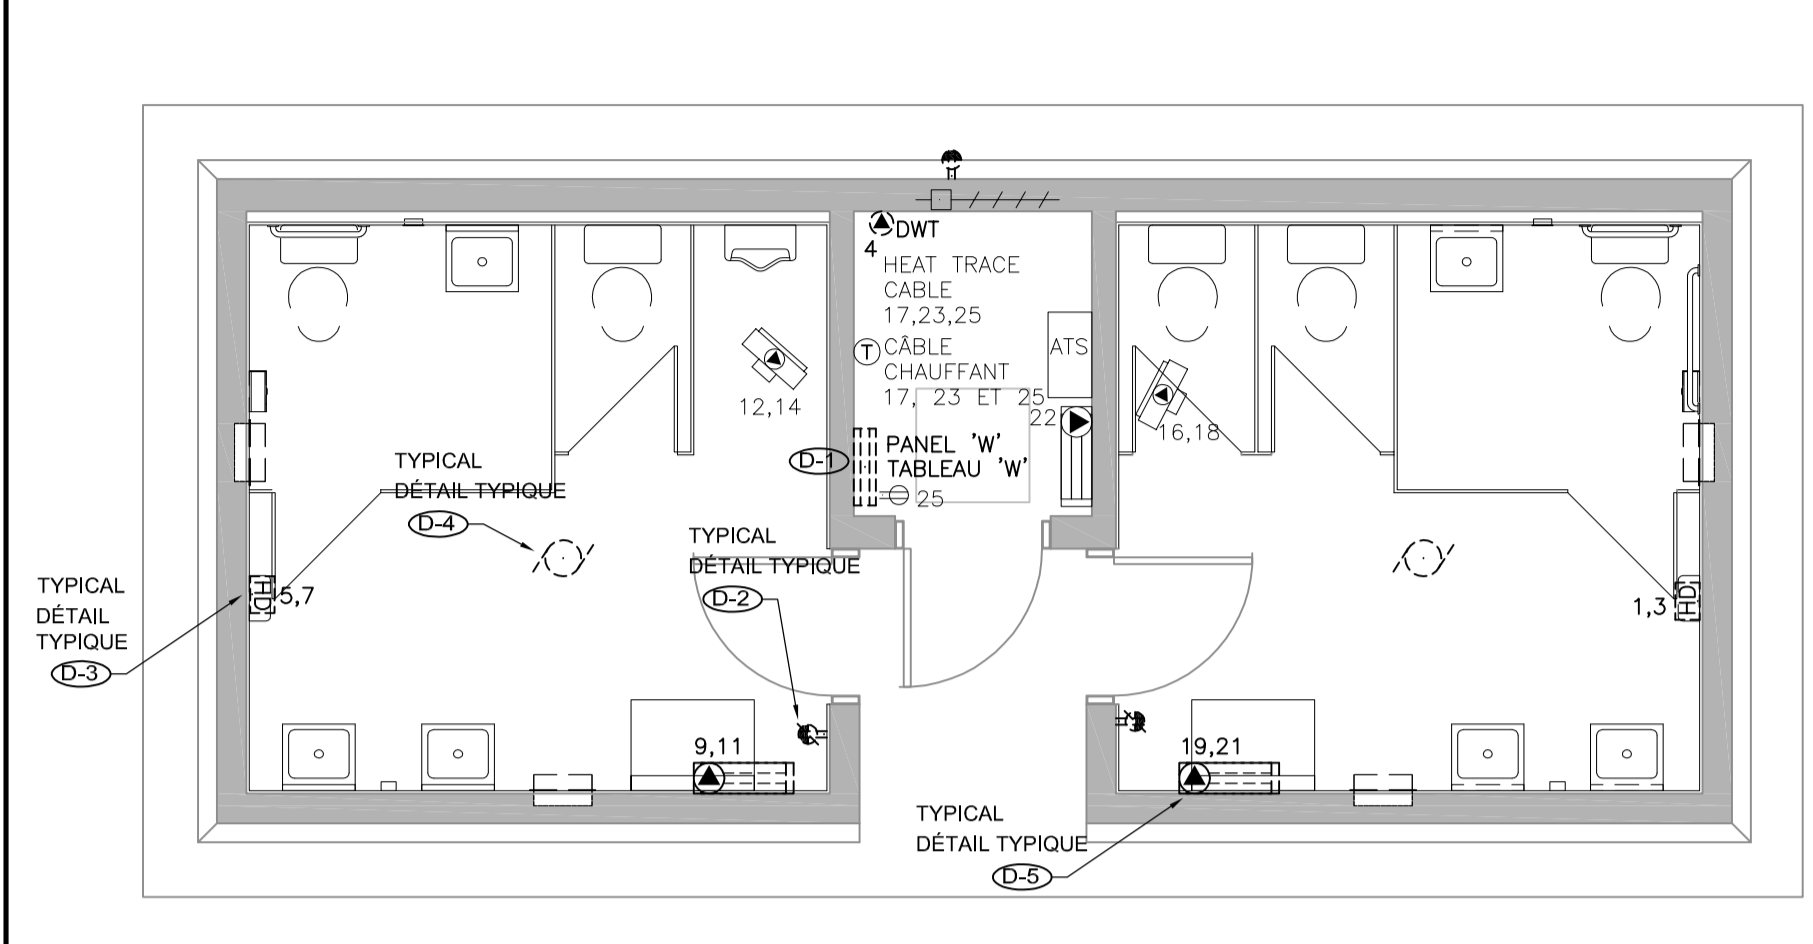 DWT
4
HEAT TRACE
CABLE
17,23,25
T
CÂBLE
CHAUFFANT
17, 23 ET 25
ATS
22
12,14
16,18
D-1
PANEL 'W'
TABLEAU 'W'
25
TYPICAL
DÉTAIL TYPIQUE
D-4
TYPICAL
DÉTAIL TYPIQUE
D-2
TYPICAL
DÉTAIL
TYPIQUE
D-3
HD
5,7
1,3
HD
9,11
19,21
TYPICAL
DÉTAIL TYPIQUE
D-5